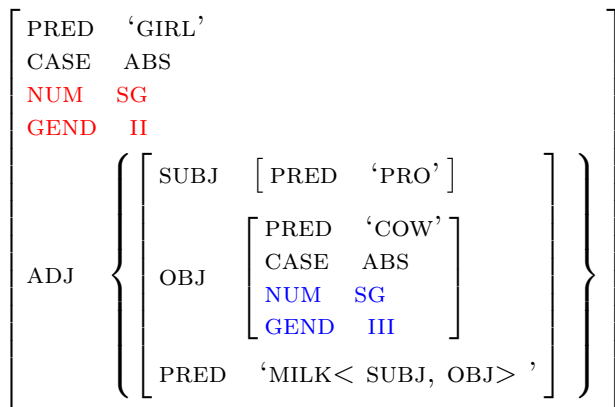 PRED ‘GIRL’
CASE ABS
NUM SG
GEND II
SUBJ [ PRED ‘PRO’ ]
PRED ‘COW’
CASE ABS
ADJ OBJ
NUM SG
GEND III
PRED ‘MILK< SUBJ, OBJ> ’